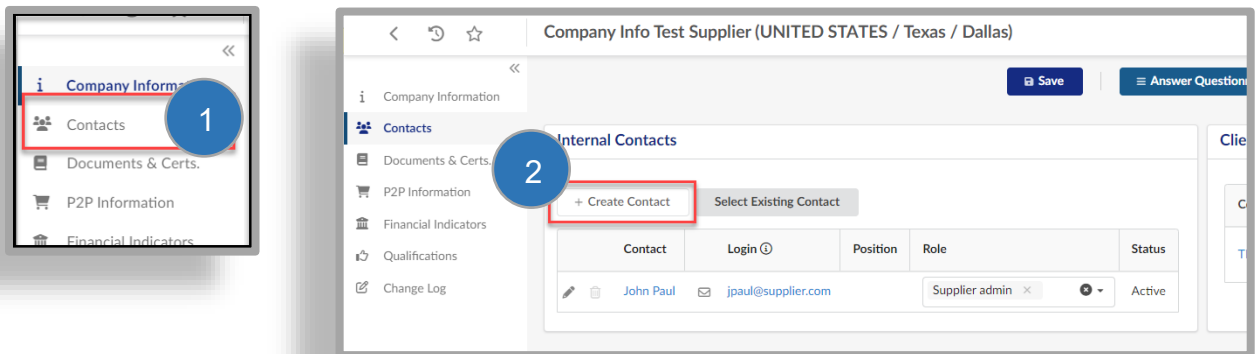 Company Informa
Contacts
1
Documents & Certs.
P2P Information
Financial Indicators
Company Info Test Supplier (UNITED STATES / Texas / Dallas)
Save
Answer Questionn
Company Information
Contacts
Documents & Certs.
P2P Information
Financial Indicators
Qualifications
Change Log
2
Internal Contacts
+ Create Contact
Select Existing Contact
Contact Login Position Role Status
John Paul jpaul@supplier.com Supplier admin × Active
Clie